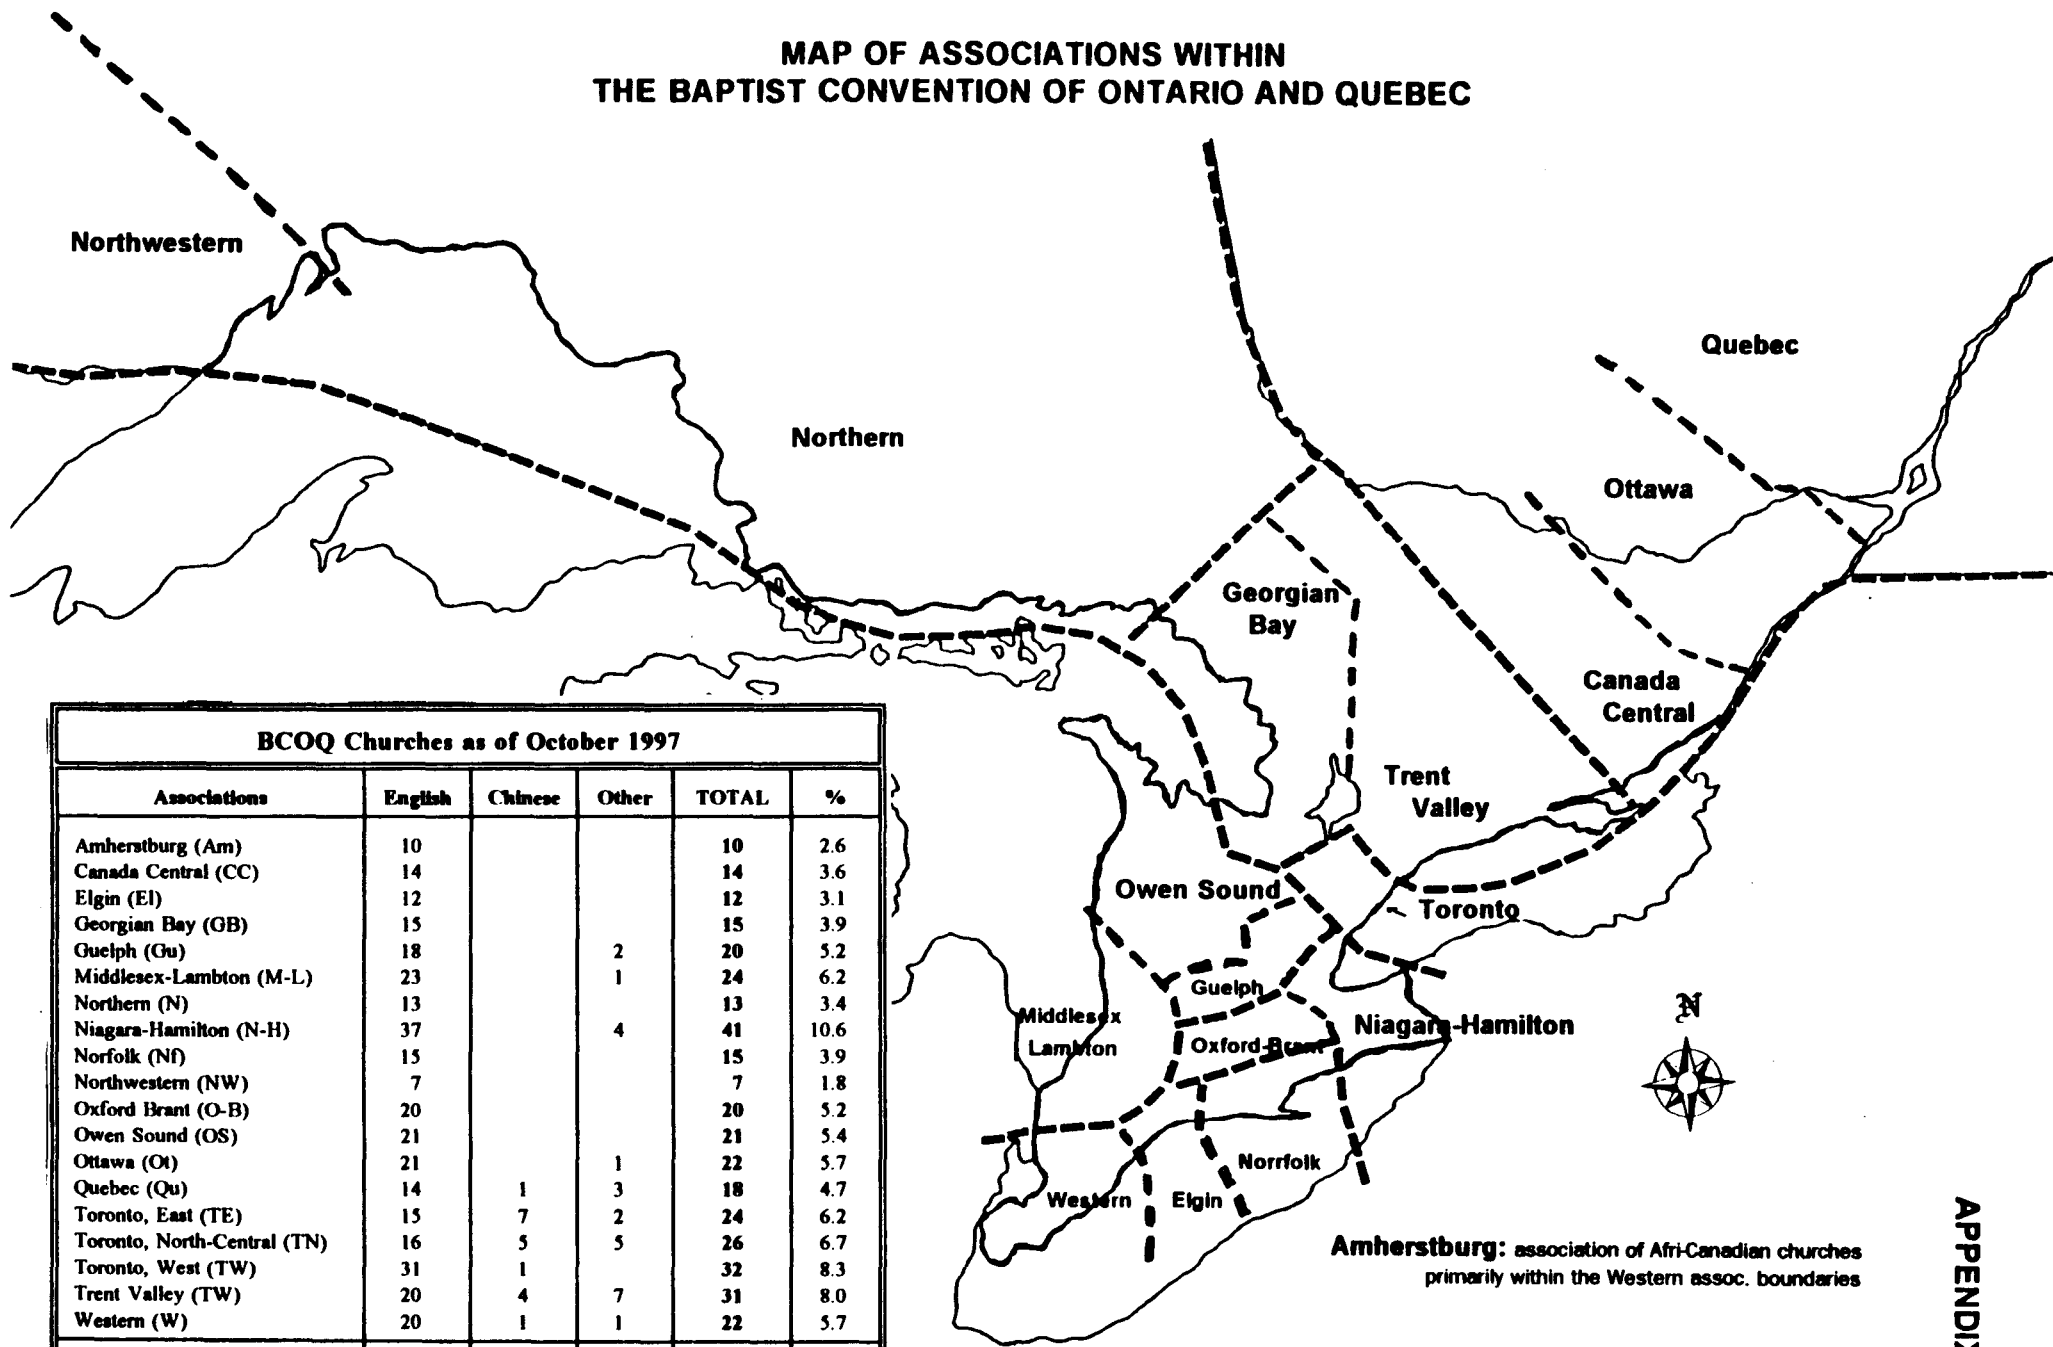 MAP OF ASSOCIATIONS WITHIN
THE BAPTIST CONVENTION OF ONTARIO AND QUEBEC
Northwestern
Quebec
Northern
Ottawa
Georgian
Bay
Canada
Central
Trent
Valley
Owen Sound
Toronto
Guelph
Middlesex
Lambton
Niagara-Hamilton
Oxford-Brant
Norrfolk
Western
Elgin
N
Amherstburg: association of Afri-Canadian churches
primarily within the Western assoc. boundaries
APPENDIX
BCOQ Churches as of October 1997
Associations English Chinese Other TOTAL %
Amherstburg (Am) 10 10 2.6
Canada Central (CC) 14 14 3.6
Elgin (El) 12 12 3.1
Georgian Bay (GB) 15 15 3.9
Guelph (Gu) 18 2 20 5.2
Middlesex-Lambton (M-L) 23 1 24 6.2
Northern (N) 13 13 3.4
Niagara-Hamilton (N-H) 37 4 41 10.6
Norfolk (Nf) 15 15 3.9
Northwestern (NW) 7 7 1.8
Oxford Brant (O-B) 20 20 5.2
Owen Sound (OS) 21 21 5.4
Ottawa (Ot) 21 1 22 5.7
Quebec (Qu) 14 1 3 18 4.7
Toronto, East (TE) 15 7 2 24 6.2
Toronto, North-Central (TN) 16 5 5 26 6.7
Toronto, West (TW) 31 1 32 8.3
Trent Valley (TW) 20 4 7 31 8.0
Western (W) 20 1 1 22 5.7